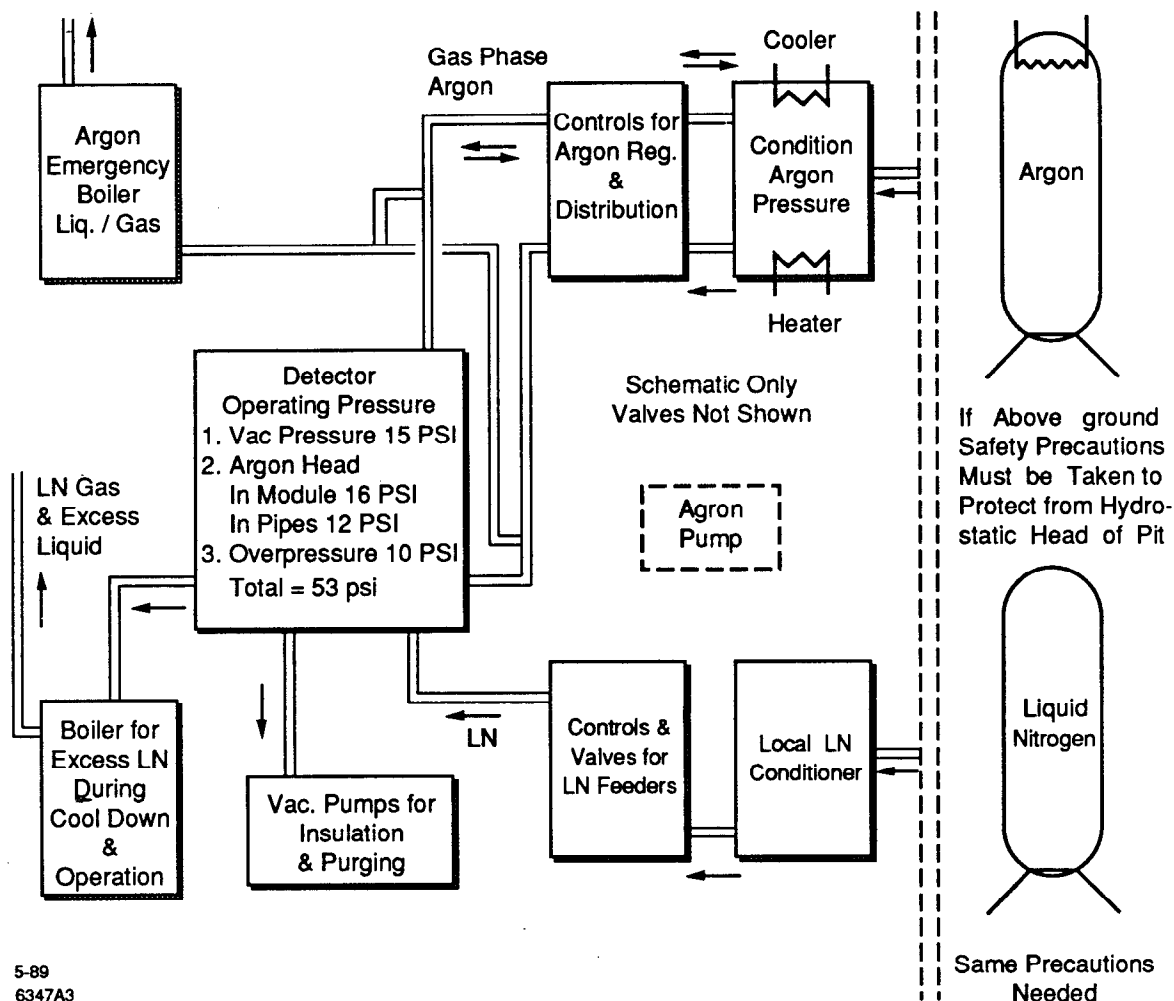 Argon
Emergency
Boiler
Liq. / Gas
Gas Phase
Argon
Controls for
Argon Reg.
&
Distribution
Cooler
Condition
Argon
Pressure
Heater
Argon
If Above ground
Safety Precautions
Must be Taken to
Protect from Hydro-
static Head of Pit
Detector
Operating Pressure
1. Vac Pressure 15 PSI
2. Argon Head
In Module 16 PSI
In Pipes 12 PSI
3. Overpressure 10 PSI
Total = 53 psi
Schematic Only
Valves Not Shown
Agron
Pump
LN Gas
& Excess
Liquid
Boiler for
Excess LN
During
Cool Down
&
Operation
Vac. Pumps for
Insulation
& Purging
LN
Controls &
Valves for
LN Feeders
Local LN
Conditioner
Liquid
Nitrogen
Same Precautions
Needed
5-89
6347A3